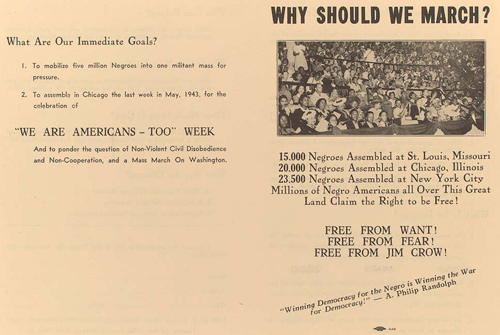 What Are Our Immediate Goals?
1. To mobilize five million Negroes into one militant mass for
pressure.
2. To assemble in Chicago the last week in May, 1943, for the
celebration of
"WE ARE AMERICANS – TOO" WEEK
And to ponder the question of Non-Violent Civil Disobedience
and Non-Cooperation, and a Mass March On Washington.
WHY SHOULD WE MARCH?
15.000 Negroes Assembled at St. Louis, Missouri
20.000 Negroes Assembled at Chicago, Illinois
23.500 Negroes Assembled at New York City
Millions of Negro Americans all Over This Great
Land Claim the Right to be Free!
FREE FROM WANT!
FREE FROM FEAR!
FREE FROM JIM CROW!
"Winning Democracy for the Negro is Winning the War
for Democracy!" — A. Philip Randolph